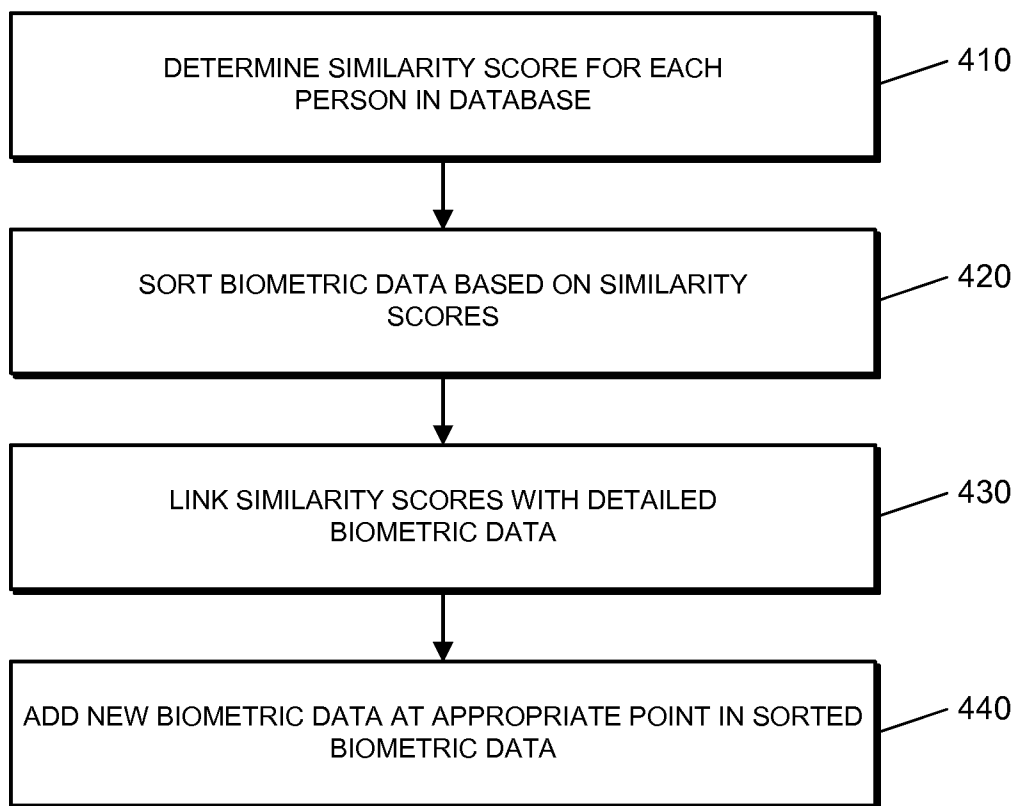 DETERMINE SIMILARITY SCORE FOR EACH
PERSON IN DATABASE
410
SORT BIOMETRIC DATA BASED ON SIMILARITY
SCORES
420
LINK SIMILARITY SCORES WITH DETAILED
BIOMETRIC DATA
430
ADD NEW BIOMETRIC DATA AT APPROPRIATE POINT IN SORTED
BIOMETRIC DATA
440